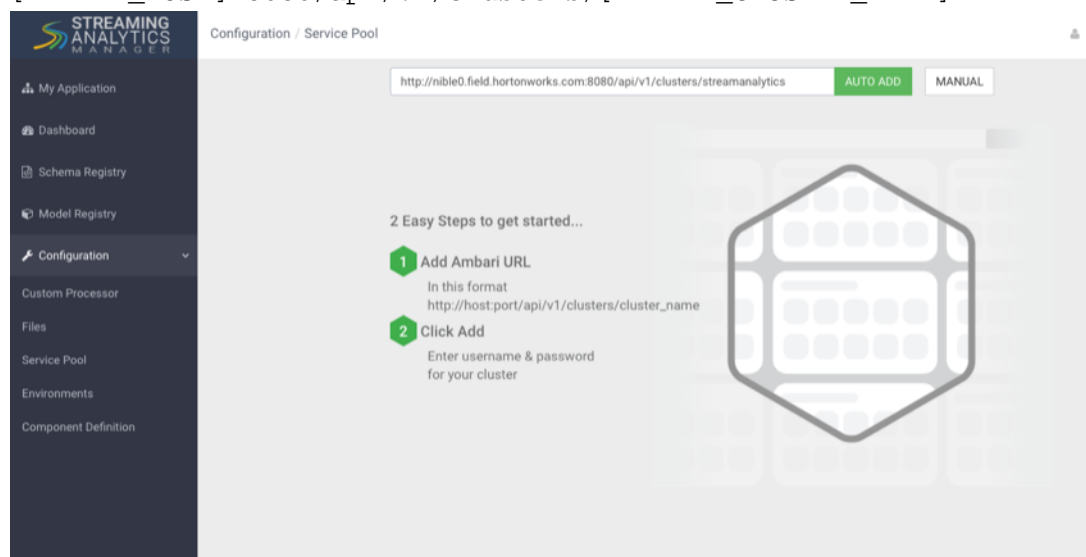 STREAMING
ANALYTICS
MANAGER
Configuration / Service Pool
http://nible0.field.hortonworks.com:8080/api/v1/clusters/streamanalytics
AUTO ADD
MANUAL
My Application
Dashboard
Schema Registry
Model Registry
Configuration
Custom Processor
Files
Service Pool
Environments
Component Definition
2 Easy Steps to get started...
1 Add Ambari URL
In this format
http://host:port/api/v1/clusters/cluster_name
2 Click Add
Enter username & password
for your cluster